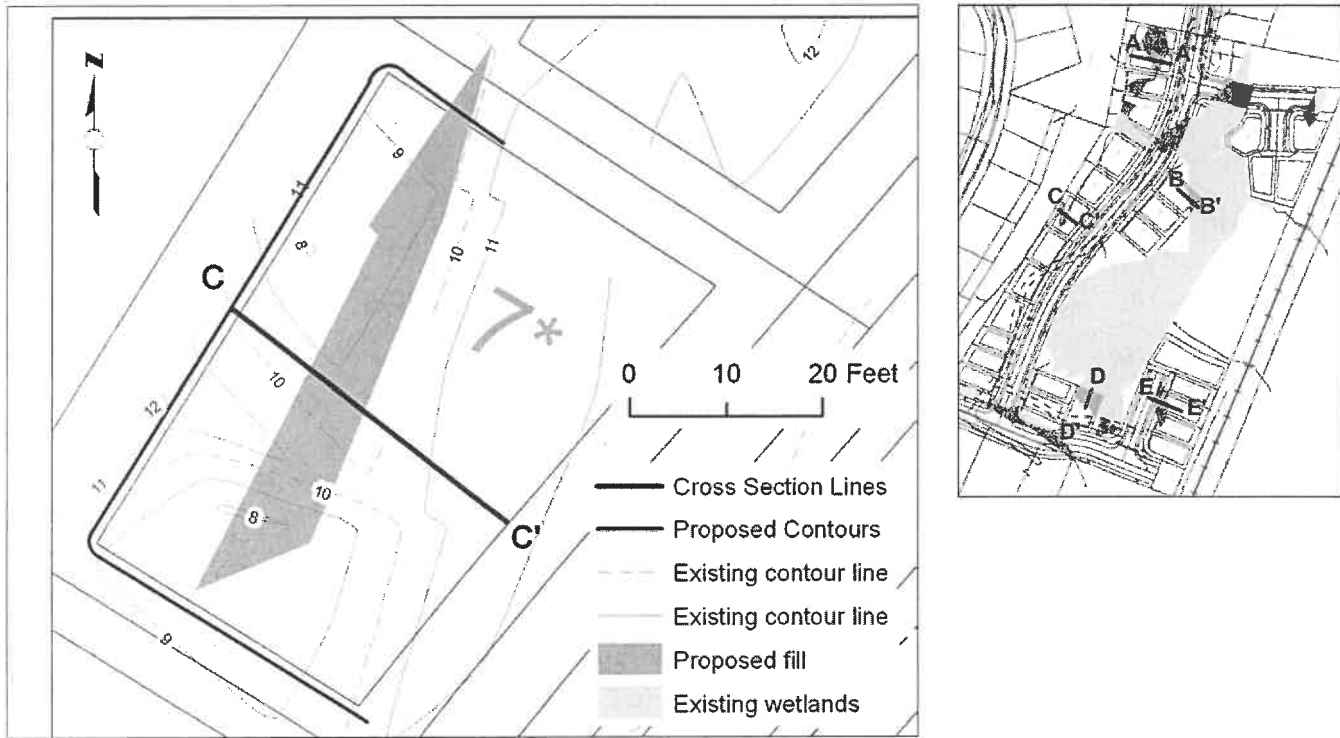 N
12
9
11
8
10
11
C
7*
10
12
11
10
8
C'
9
0 10 20 Feet
Cross Section Lines
Proposed Contours
Existing contour line
Existing contour line
Proposed fill
Existing wetlands
A
A'
B
B'
C
C'
D
D'
E
E'